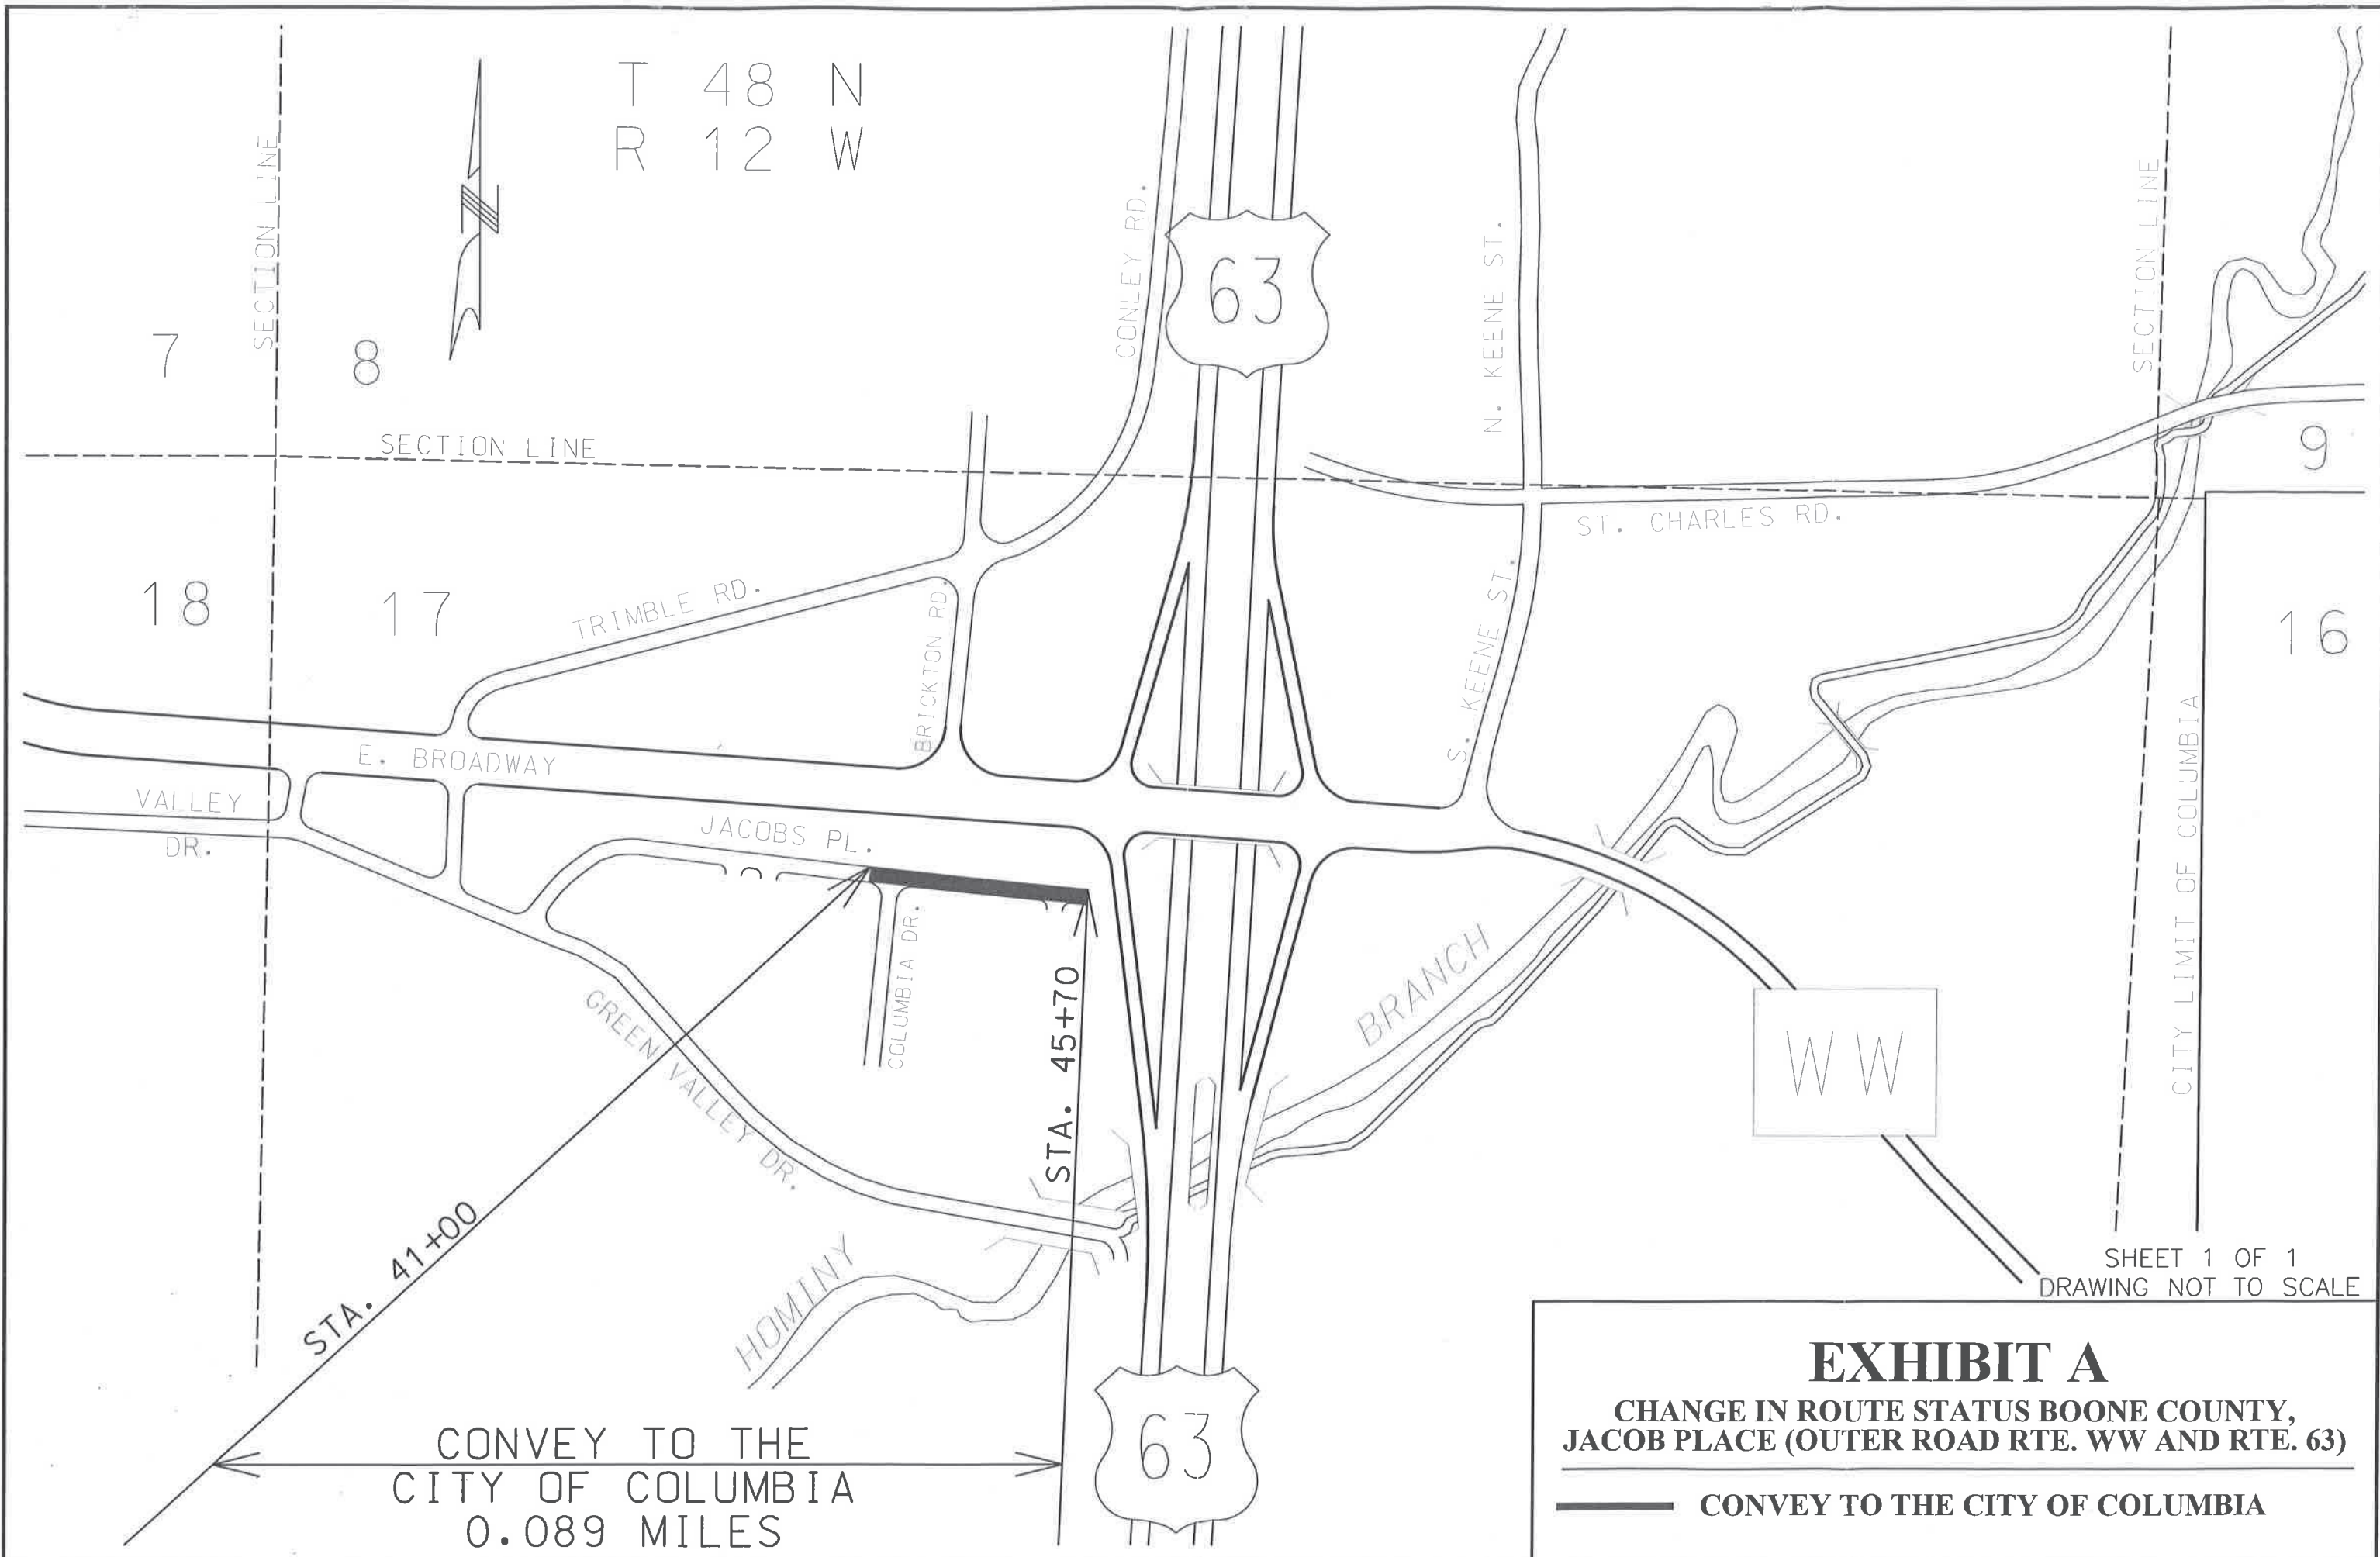 T 48 N
R 12 W
SECTION LINE
7
8
SECTION LINE
18
17
CONLEY RD.
63
N. KEENE ST.
SECTION LINE
9
ST. CHARLES RD.
16
TRIMBLE RD.
BRICKTON RD.
S. KEENE ST.
E. BROADWAY
VALLEY
DR.
JACOBS PL.
COLUMBIA DR.
GREEN VALLEY DR.
HOMINY
BRANCH
CITY LIMIT OF COLUMBIA
WW
STA. 41+00
STA. 45+70
63
CONVEY TO THE
CITY OF COLUMBIA
0.089 MILES
SHEET 1 OF 1
DRAWING NOT TO SCALE
EXHIBIT A
CHANGE IN ROUTE STATUS BOONE COUNTY,
JACOB PLACE (OUTER ROAD RTE. WW AND RTE. 63)
CONVEY TO THE CITY OF COLUMBIA